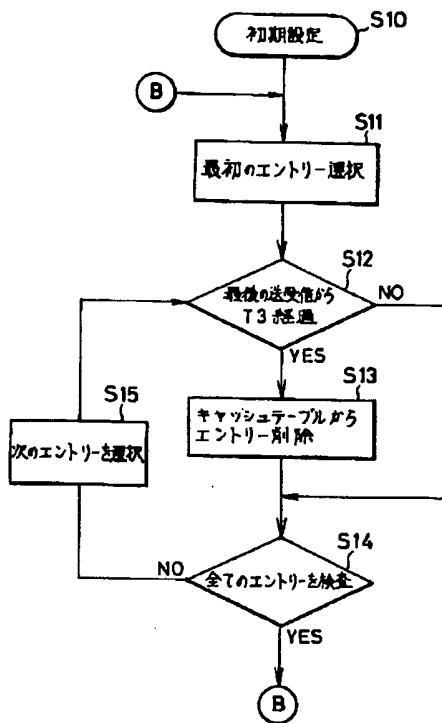 S10
初期設定
B
S11
最初のエントリー選択
S12
最後の送受信から
T3経過
NO
YES
S13
キャッシュテーブルから
エントリー削除
S15
次のエントリーを選択
S14
全てのエントリーを検査
NO
YES
B